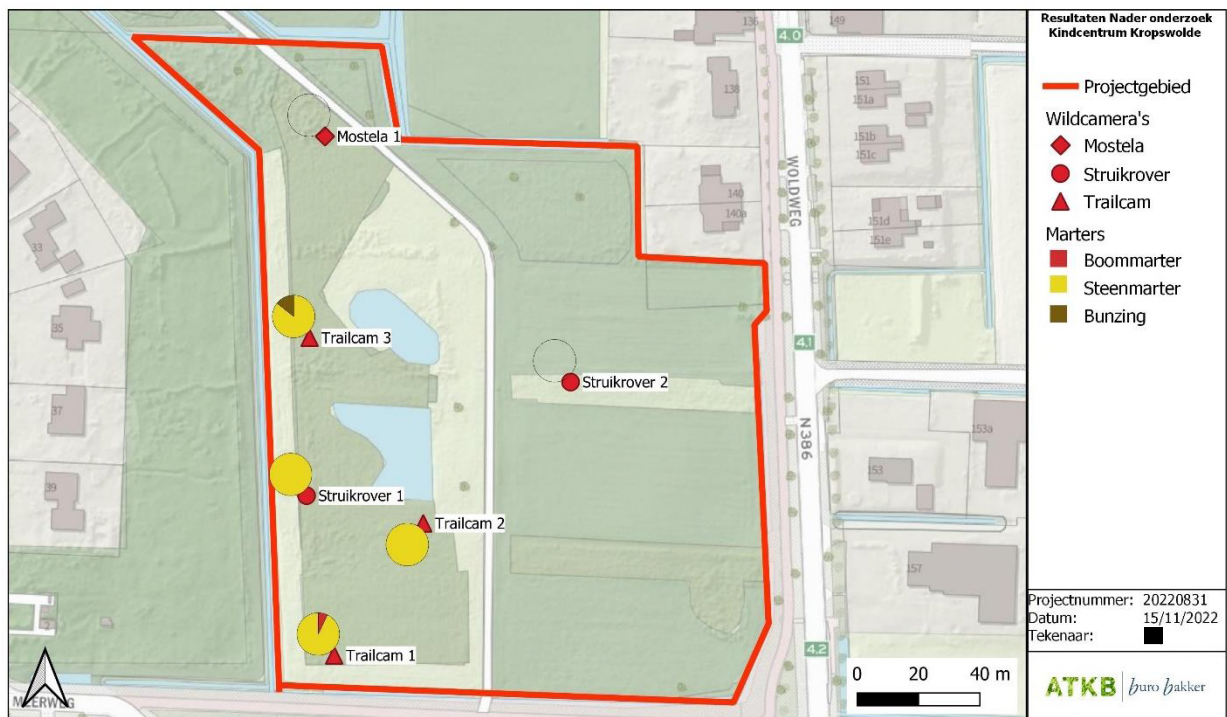 Resultaten Nader onderzoek
Kindcentrum Kropswolde
Projectgebied
Wildcamera's
Mostela
Struikrover
Trailcam
Marters
Boommarter
Steenmarter
Bunzing
Projectnummer: 20220831
Datum: 15/11/2022
Tekenaar:
ATKB buro bakker
136
4.0
149
138
151
151a
Mostela 1
151b
151c
WOLDWEG
140
140a
151d
151e
33
35
Trailcam 3
4.1
Struikrover 2
37
N386
153a
39
153
Struikrover 1
Trailcam 2
157
3
Trailcam 1
4.2
0 20 40 m
MEERWEG